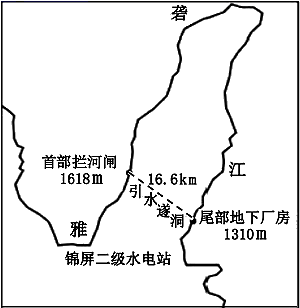 砻
首部拦河闸
1618m
16.6km
引水遂洞
江
尾部地下厂房
1310m
雅
锦屏二级水电站